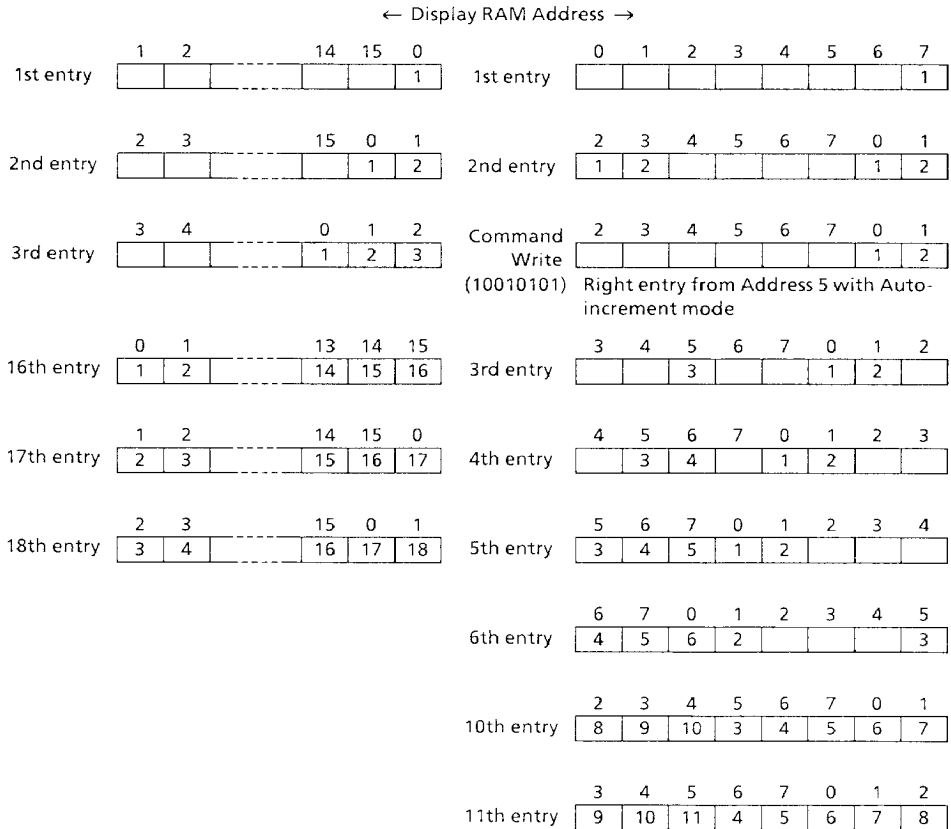 ← Display RAM Address →
1 2 14 15 0
1st entry 1
2 3 15 0 1
2nd entry 1 2
3 4 0 1 2
3rd entry 1 2 3
0 1 13 14 15
16th entry 1 2 14 15 16
1 2 14 15 0
17th entry 2 3 15 16 17
2 3 15 0 1
18th entry 3 4 16 17 18
0 1 2 3 4 5 6 7
1st entry 1
2 3 4 5 6 7 0 1
2nd entry 1 2 1 2
2 3 4 5 6 7 0 1
Command 1 2
Write
(10010101) Right entry from Address 5 with Auto-
increment mode
3 4 5 6 7 0 1 2
3rd entry 3 1 2
4 5 6 7 0 1 2 3
4th entry 3 4 1 2
5 6 7 0 1 2 3 4
5th entry 3 4 5 1 2
6 7 0 1 2 3 4 5
6th entry 4 5 6 2 3
2 3 4 5 6 7 0 1
10th entry 8 9 10 3 4 5 6 7
3 4 5 6 7 0 1 2
11th entry 9 10 11 4 5 6 7 8